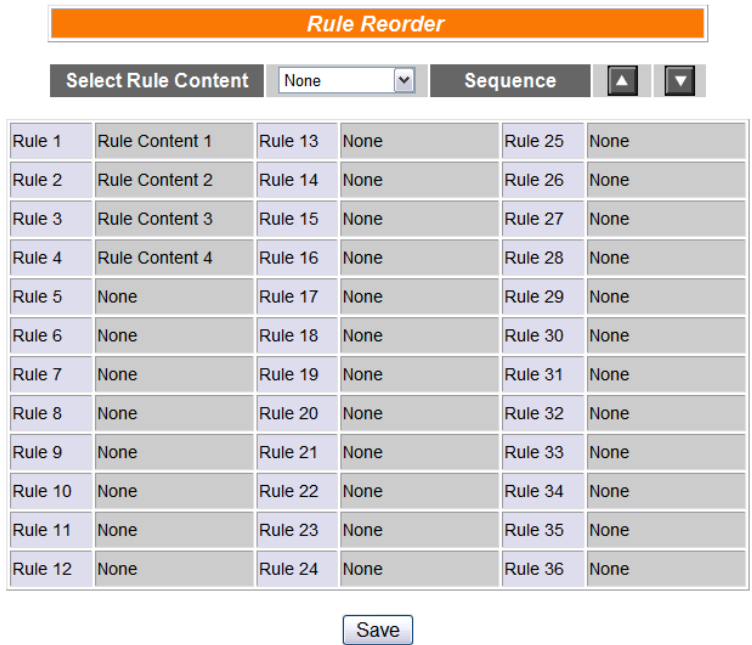 Rule Reorder
Select Rule Content None Sequence
Rule 1 Rule Content 1 Rule 13 None Rule 25 None
Rule 2 Rule Content 2 Rule 14 None Rule 26 None
Rule 3 Rule Content 3 Rule 15 None Rule 27 None
Rule 4 Rule Content 4 Rule 16 None Rule 28 None
Rule 5 None Rule 17 None Rule 29 None
Rule 6 None Rule 18 None Rule 30 None
Rule 7 None Rule 19 None Rule 31 None
Rule 8 None Rule 20 None Rule 32 None
Rule 9 None Rule 21 None Rule 33 None
Rule 10 None Rule 22 None Rule 34 None
Rule 11 None Rule 23 None Rule 35 None
Rule 12 None Rule 24 None Rule 36 None
Save